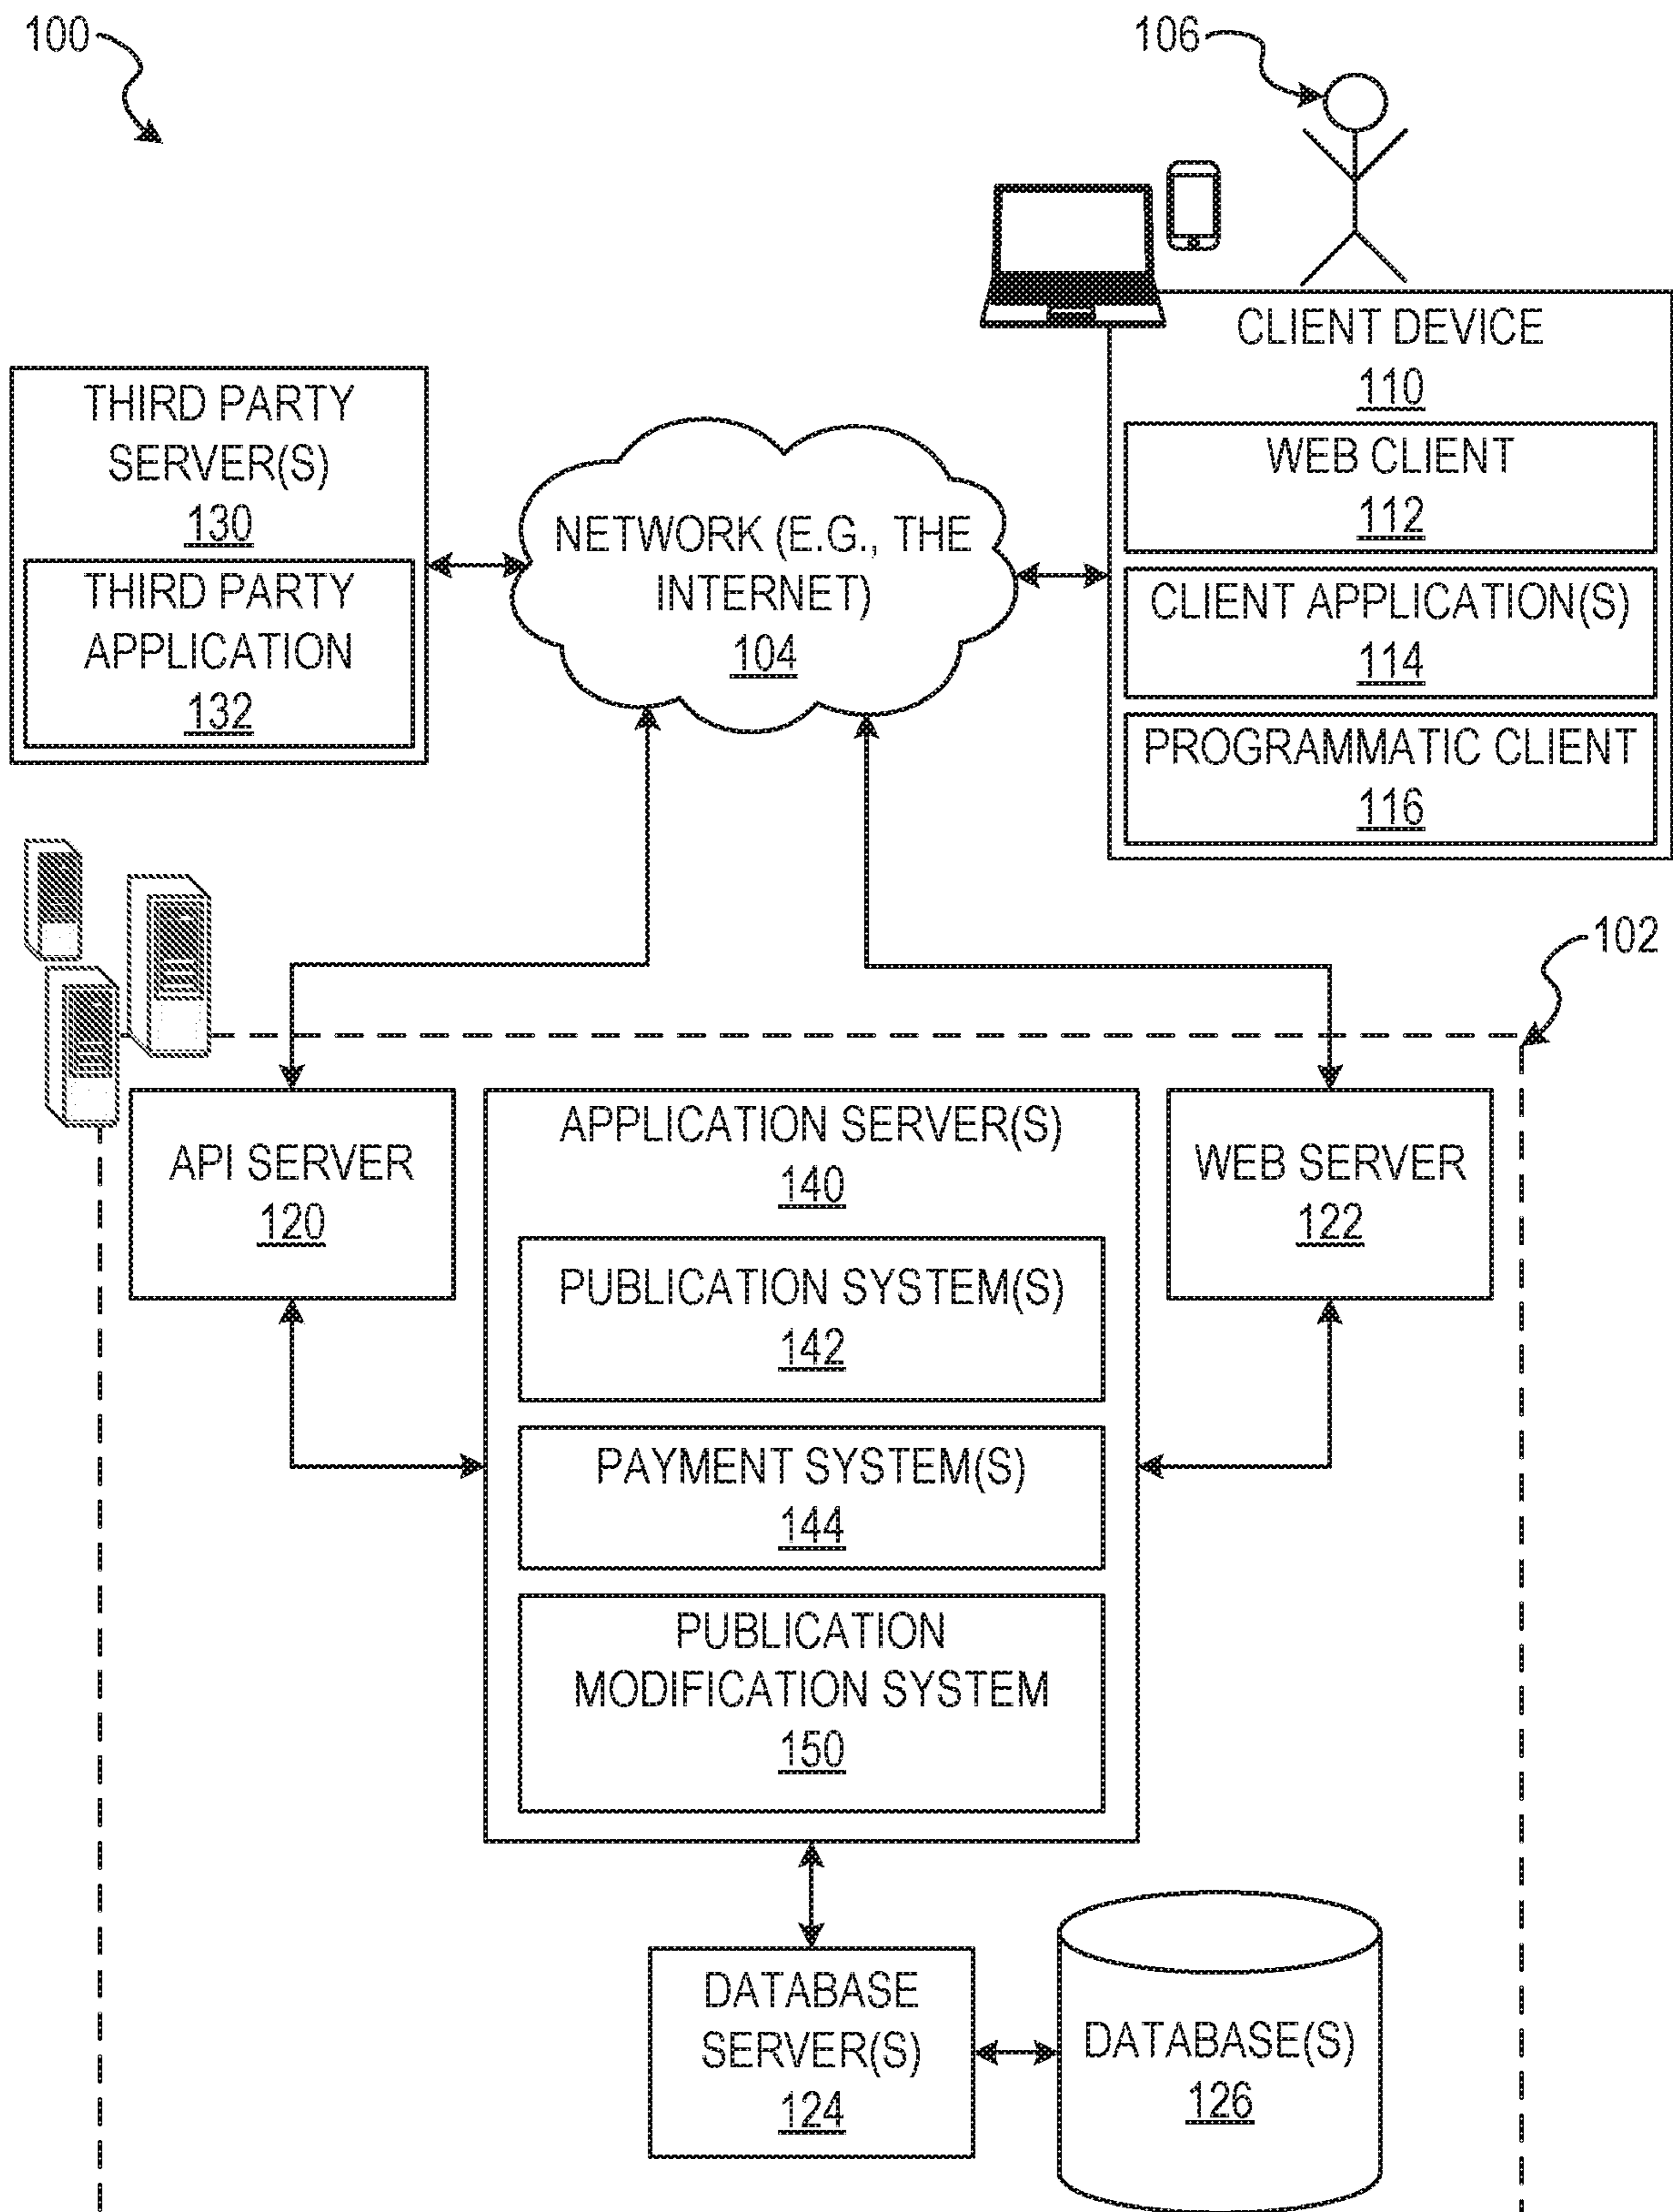 100
106
CLIENT DEVICE
110
WEB CLIENT
112
CLIENT APPLICATION(S)
114
PROGRAMMATIC CLIENT
116
THIRD PARTY
SERVER(S)
130
THIRD PARTY
APPLICATION
132
NETWORK (E.G., THE
INTERNET)
104
102
API SERVER
120
APPLICATION SERVER(S)
140
PUBLICATION SYSTEM(S)
142
PAYMENT SYSTEM(S)
144
PUBLICATION
MODIFICATION SYSTEM
150
WEB SERVER
122
DATABASE
SERVER(S)
124
DATABASE(S)
126